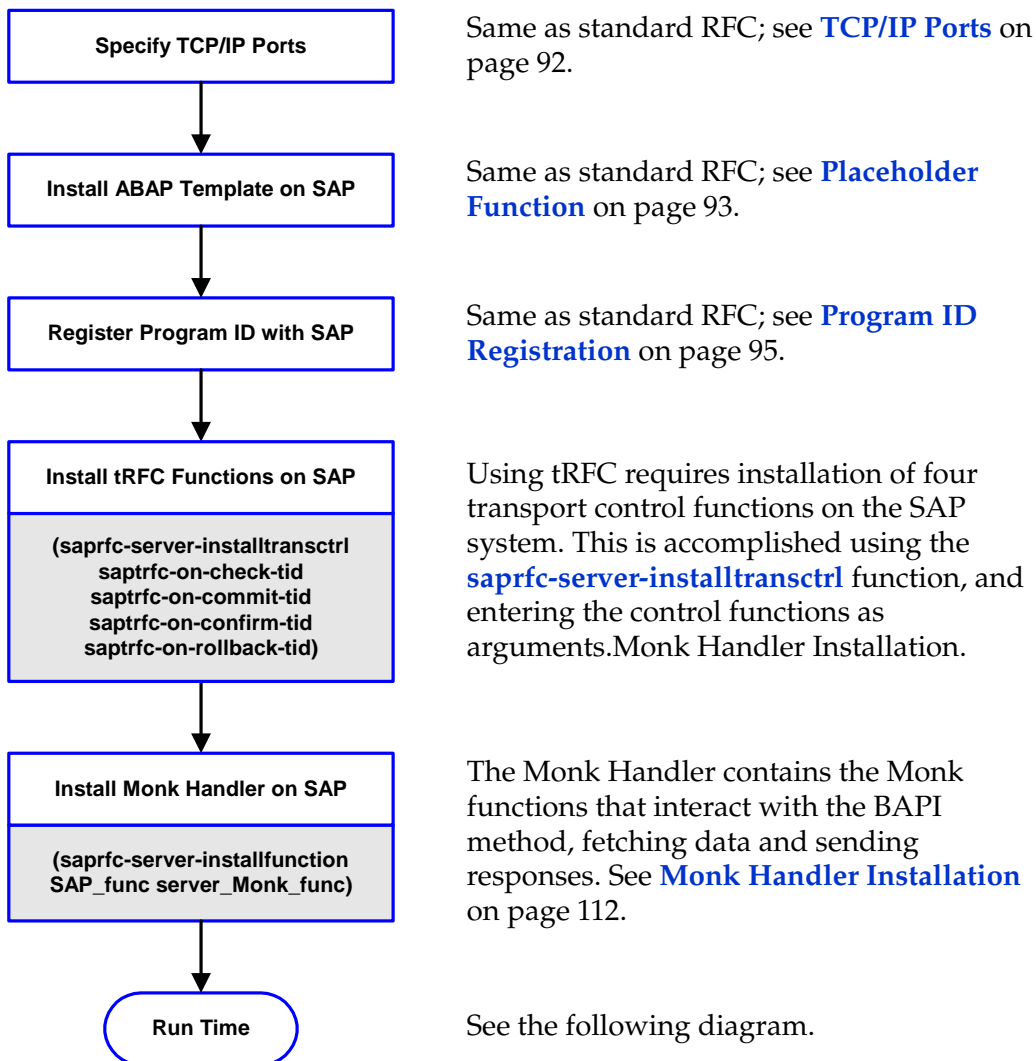 Specify TCP/IP Ports
Same as standard RFC; see TCP/IP Ports on
page 92.
Install ABAP Template on SAP
Same as standard RFC; see Placeholder
Function on page 93.
Register Program ID with SAP
Same as standard RFC; see Program ID
Registration on page 95.
Install tRFC Functions on SAP
(saprfc-server-installtransctrl
saptrfc-on-check-tid
saptrfc-on-commit-tid
saptrfc-on-confirm-tid
saptrfc-on-rollback-tid)
Using tRFC requires installation of four
transport control functions on the SAP
system. This is accomplished using the
saprfc-server-installtransctrl function, and
entering the control functions as
arguments.Monk Handler Installation.
Install Monk Handler on SAP
(saprfc-server-installfunction
SAP_func server_Monk_func)
The Monk Handler contains the Monk
functions that interact with the BAPI
method, fetching data and sending
responses. See Monk Handler Installation
on page 112.
Run Time
See the following diagram.